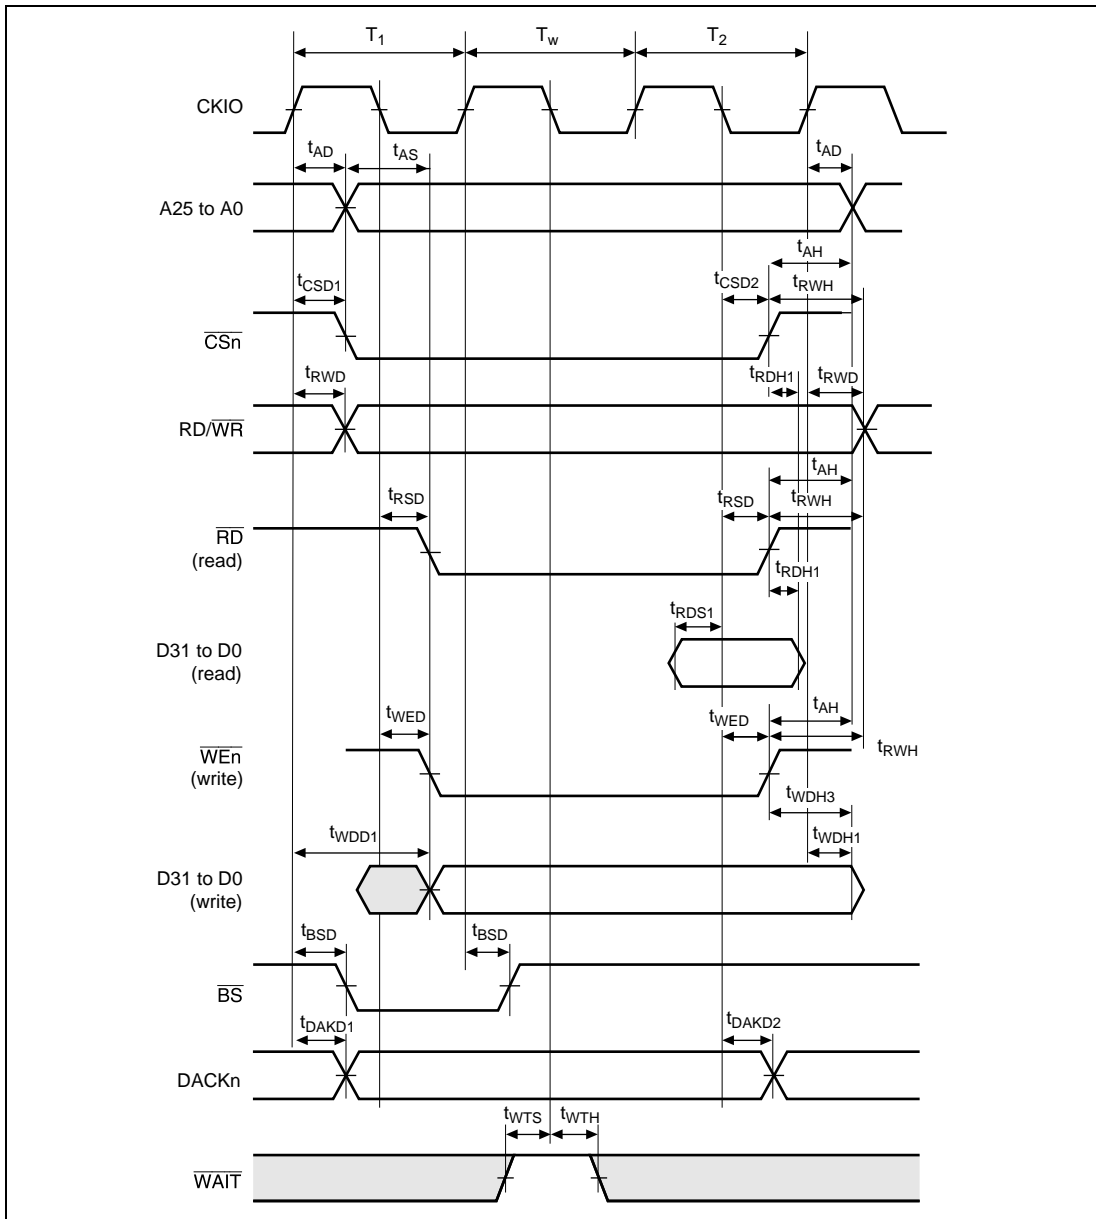 T1 Tw T2
CKIO
tAD tAS tAD
A25 to A0
tAH
tCSD1 tCSD2 tRWH
CSn
tRWD tRDH1 tRWD
RD/WR
tAH
tRSD tRSD tRWH
RD
(read)
tRDH1
tRDS1
D31 to D0
(read)
tAH
tWED tWED
tRWH
WEn
(write)
tWDH3
tWDD1 tWDH1
D31 to D0
(write)
tBSD tBSD
BS
tDAKD1 tDAKD2
DACKn
tWTS tWTH
WAIT